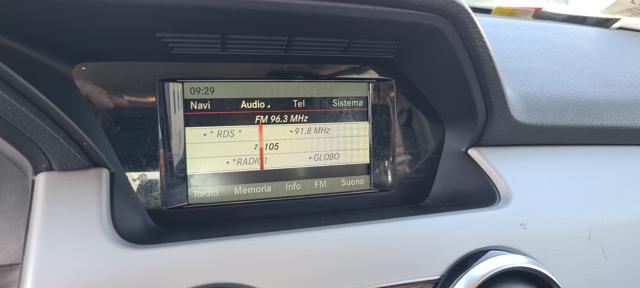 09:29
Navi Audio Tel Sistema
FM 96.3 MHz
• * RDS * • 91.8 MHz
105
• *RADIO1 • GLOBO
Radio Memoria Info FM Suono